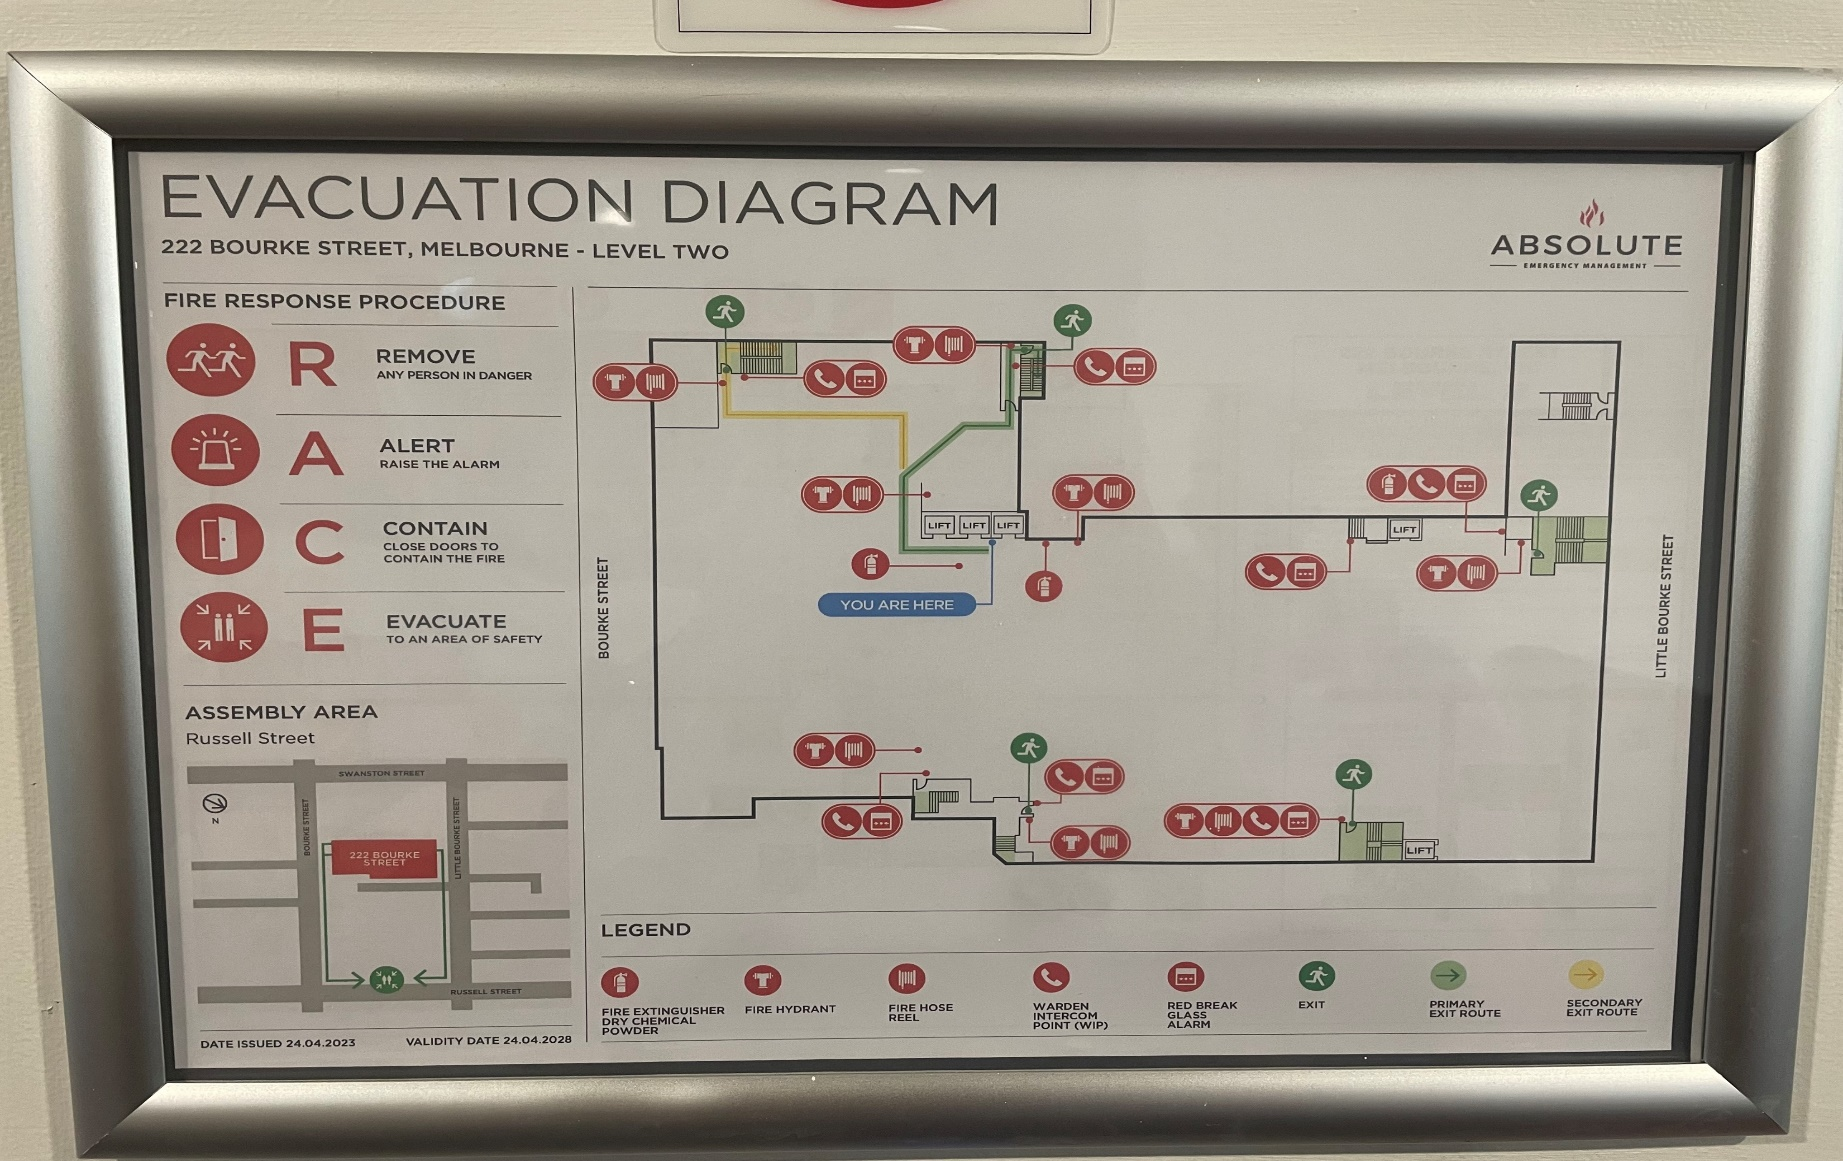 EVACUATION DIAGRAM
222 BOURKE STREET, MELBOURNE - LEVEL TWO
ABSOLUTE
EMERGENCY MANAGEMENT
FIRE RESPONSE PROCEDURE
R
REMOVE
ANY PERSON IN DANGER
A
ALERT
RAISE THE ALARM
C
CONTAIN
CLOSE DOORS TO
CONTAIN THE FIRE
E
EVACUATE
TO AN AREA OF SAFETY
ASSEMBLY AREA
Russell Street
SWANSTON STREET
N
BOURKE STREET
LITTLE BOURKE STREET
222 BOURKE
STREET
RUSSELL STREET
DATE ISSUED 24.04.2023
VALIDITY DATE 24.04.2028
BOURKE STREET
LIFT
LIFT
LIFT
YOU ARE HERE
LIFT
LIFT
LITTLE BOURKE STREET
LEGEND
FIRE EXTINGUISHER
DRY CHEMICAL
POWDER
FIRE HYDRANT
FIRE HOSE
REEL
WARDEN
INTERCOM
POINT (WIP)
RED BREAK
GLASS
ALARM
EXIT
PRIMARY
EXIT ROUTE
SECONDARY
EXIT ROUTE